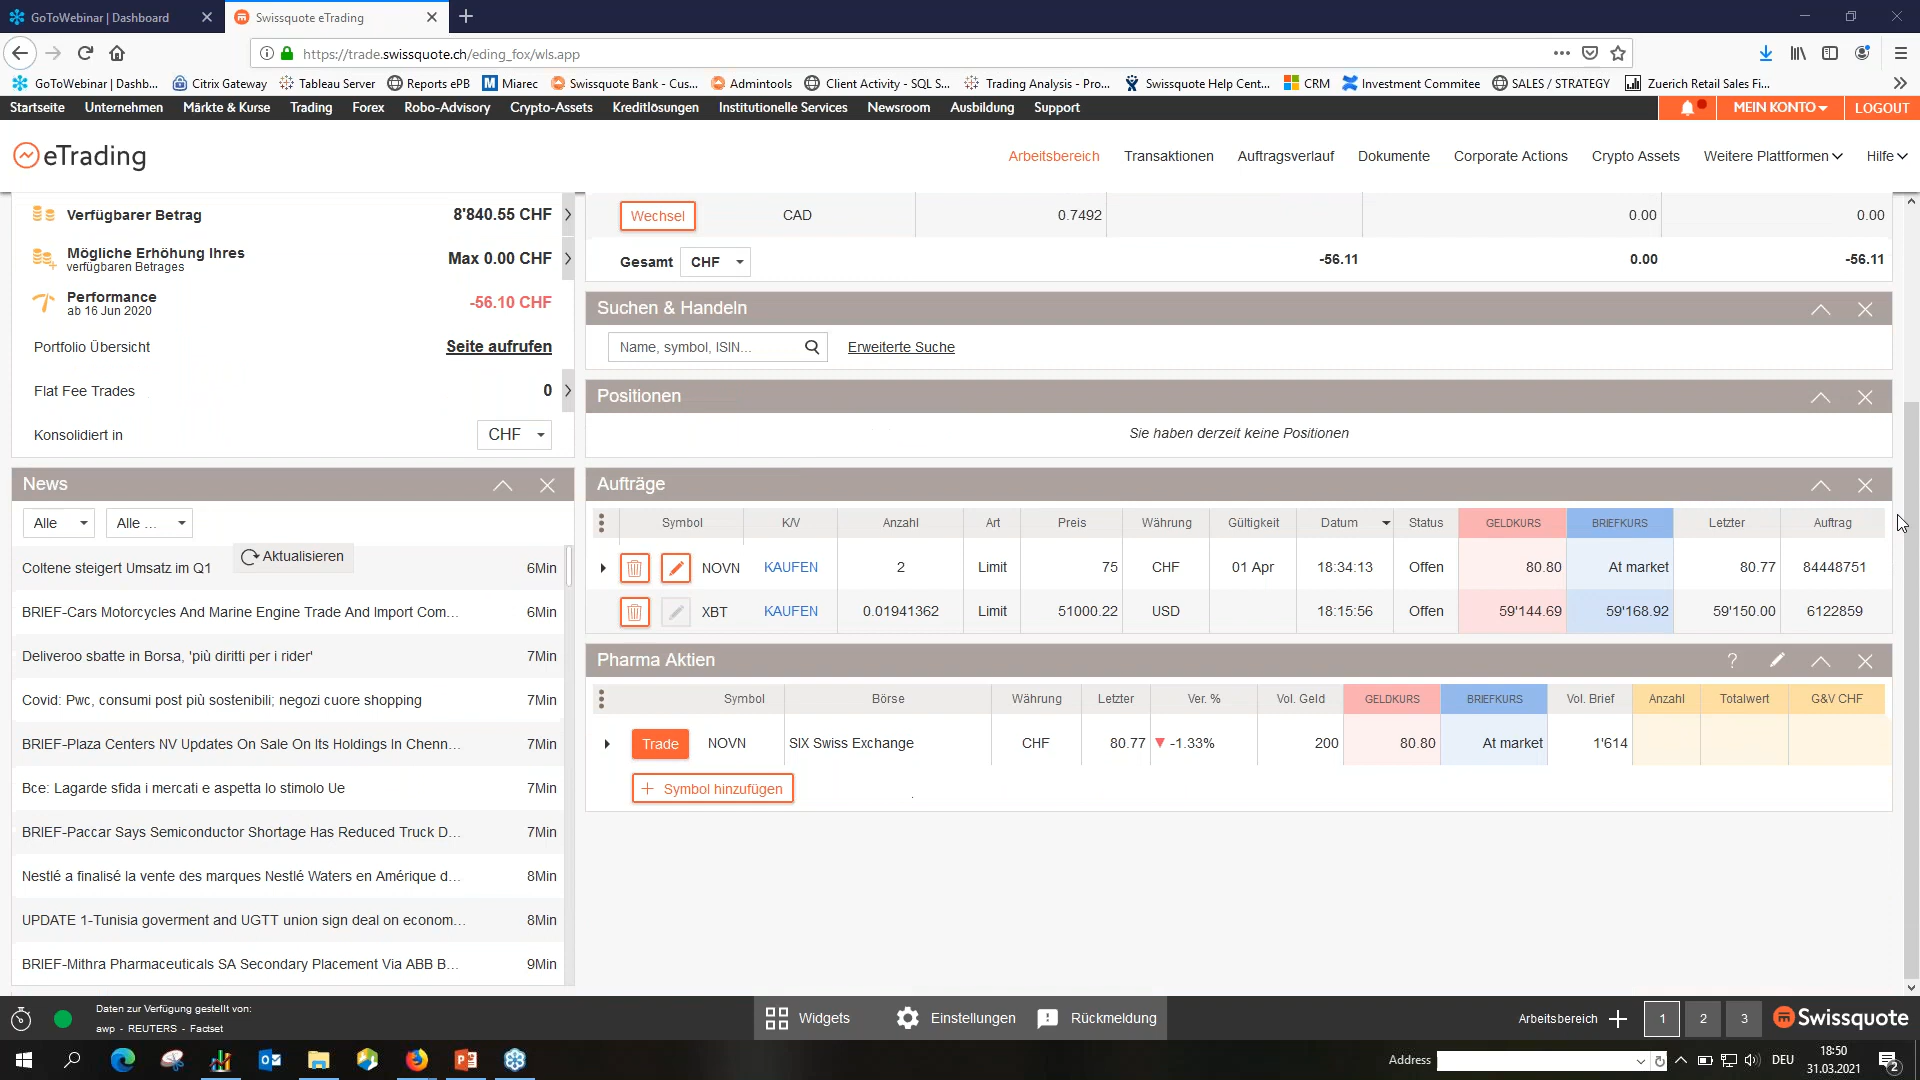 GoToWebinar | Dashboard
Swissquote eTrading
https://trade.swissquote.ch/eding_fox/wls.app
GoToWebinar | Dashb...
Citrix Gateway
Tableau Server
Reports ePB
Miarec
Swissquote Bank - Cus...
Admintools
Client Activity - SQL S...
Trading Analysis - Pro...
Swissquote Help Cent...
CRM
Investment Commitee
SALES / STRATEGY
Zuerich Retail Sales Fi...
Startseite
Unternehmen
Märkte & Kurse
Trading
Forex
Robo-Advisory
Crypto-Assets
Kreditlösungen
Institutionelle Services
Newsroom
Ausbildung
Support
MEIN KONTO
LOGOUT
eTrading
Arbeitsbereich
Transaktionen
Auftragsverlauf
Dokumente
Corporate Actions
Crypto Assets
Weitere Plattformen
Hilfe
Verfügbarer Betrag 8'840.55 CHF
Mögliche Erhöhung Ihres
verfügbaren Betrages
Max 0.00 CHF
Performance
ab 16 Jun 2020
-56.10 CHF
Portfolio Übersicht Seite aufrufen
Flat Fee Trades 0
Konsolidiert in CHF
Wechsel CAD 0.7492 0.00 0.00
Gesamt CHF -56.11 0.00 -56.11
Suchen & Handeln
Name, symbol, ISIN... Erweiterte Suche
Positionen
Sie haben derzeit keine Positionen
News
Alle Alle ...
Aktualisieren
Coltene steigert Umsatz im Q1 6Min
BRIEF-Cars Motorcycles And Marine Engine Trade And Import Com... 6Min
Deliveroo sbatte in Borsa, 'più diritti per i rider' 7Min
Covid: Pwc, consumi post più sostenibili; negozi cuore shopping 7Min
BRIEF-Plaza Centers NV Updates On Sale On Its Holdings In Chenn... 7Min
Bce: Lagarde sfida i mercati e aspetta lo stimolo Ue 7Min
BRIEF-Paccar Says Semiconductor Shortage Has Reduced Truck D... 7Min
Nestlé a finalisé la vente des marques Nestlé Waters en Amérique d... 8Min
UPDATE 1-Tunisia goverment and UGTT union sign deal on econom... 8Min
BRIEF-Mithra Pharmaceuticals SA Secondary Placement Via ABB B... 9Min
Aufträge
Symbol K/V Anzahl Art Preis Währung Gültigkeit Datum Status GELDKURS BRIEFKURS Letzter Auftrag
NOVN KAUFEN 2 Limit 75 CHF 01 Apr 18:34:13 Offen 80.80 At market 80.77 84448751
XBT KAUFEN 0.01941362 Limit 51000.22 USD 18:15:56 Offen 59'144.69 59'168.92 59'150.00 6122859
Pharma Aktien
?
Symbol Börse Währung Letzter Ver. % Vol. Geld GELDKURS BRIEFKURS Vol. Brief Anzahl Totalwert G&V CHF
Trade NOVN SIX Swiss Exchange CHF 80.77 -1.33% 200 80.80 At market 1'614
+ Symbol hinzufügen
Daten zur Verfügung gestellt von:
awp - REUTERS - Factset
Widgets
Einstellungen
Rückmeldung
Arbeitsbereich
1
2
3
Swissquote
Address
DEU
18:50
31.03.2021
2